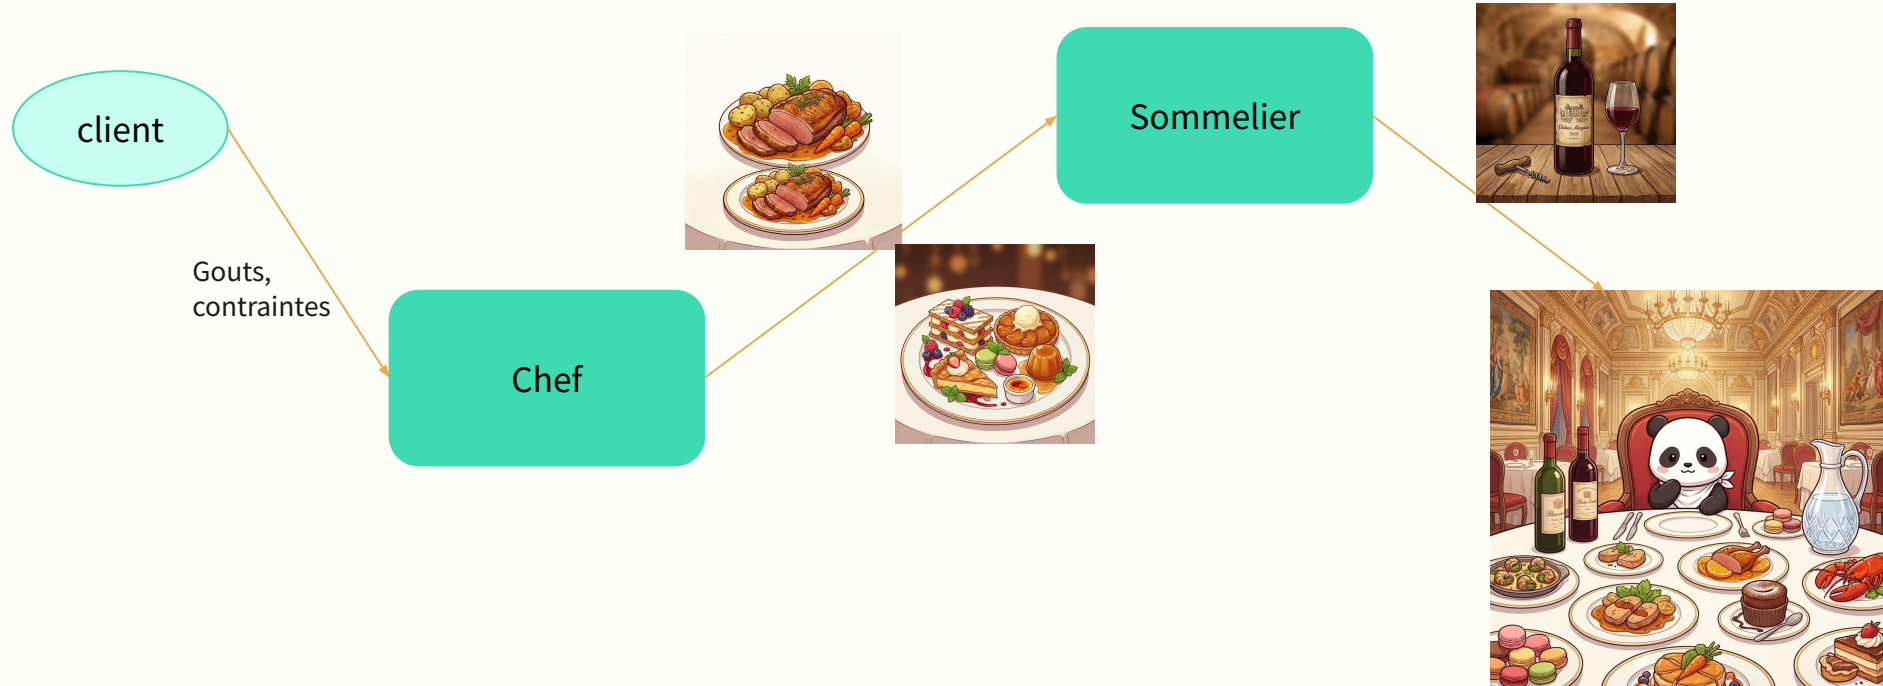 client
Sommelier
Gouts,
contraintes
Chef